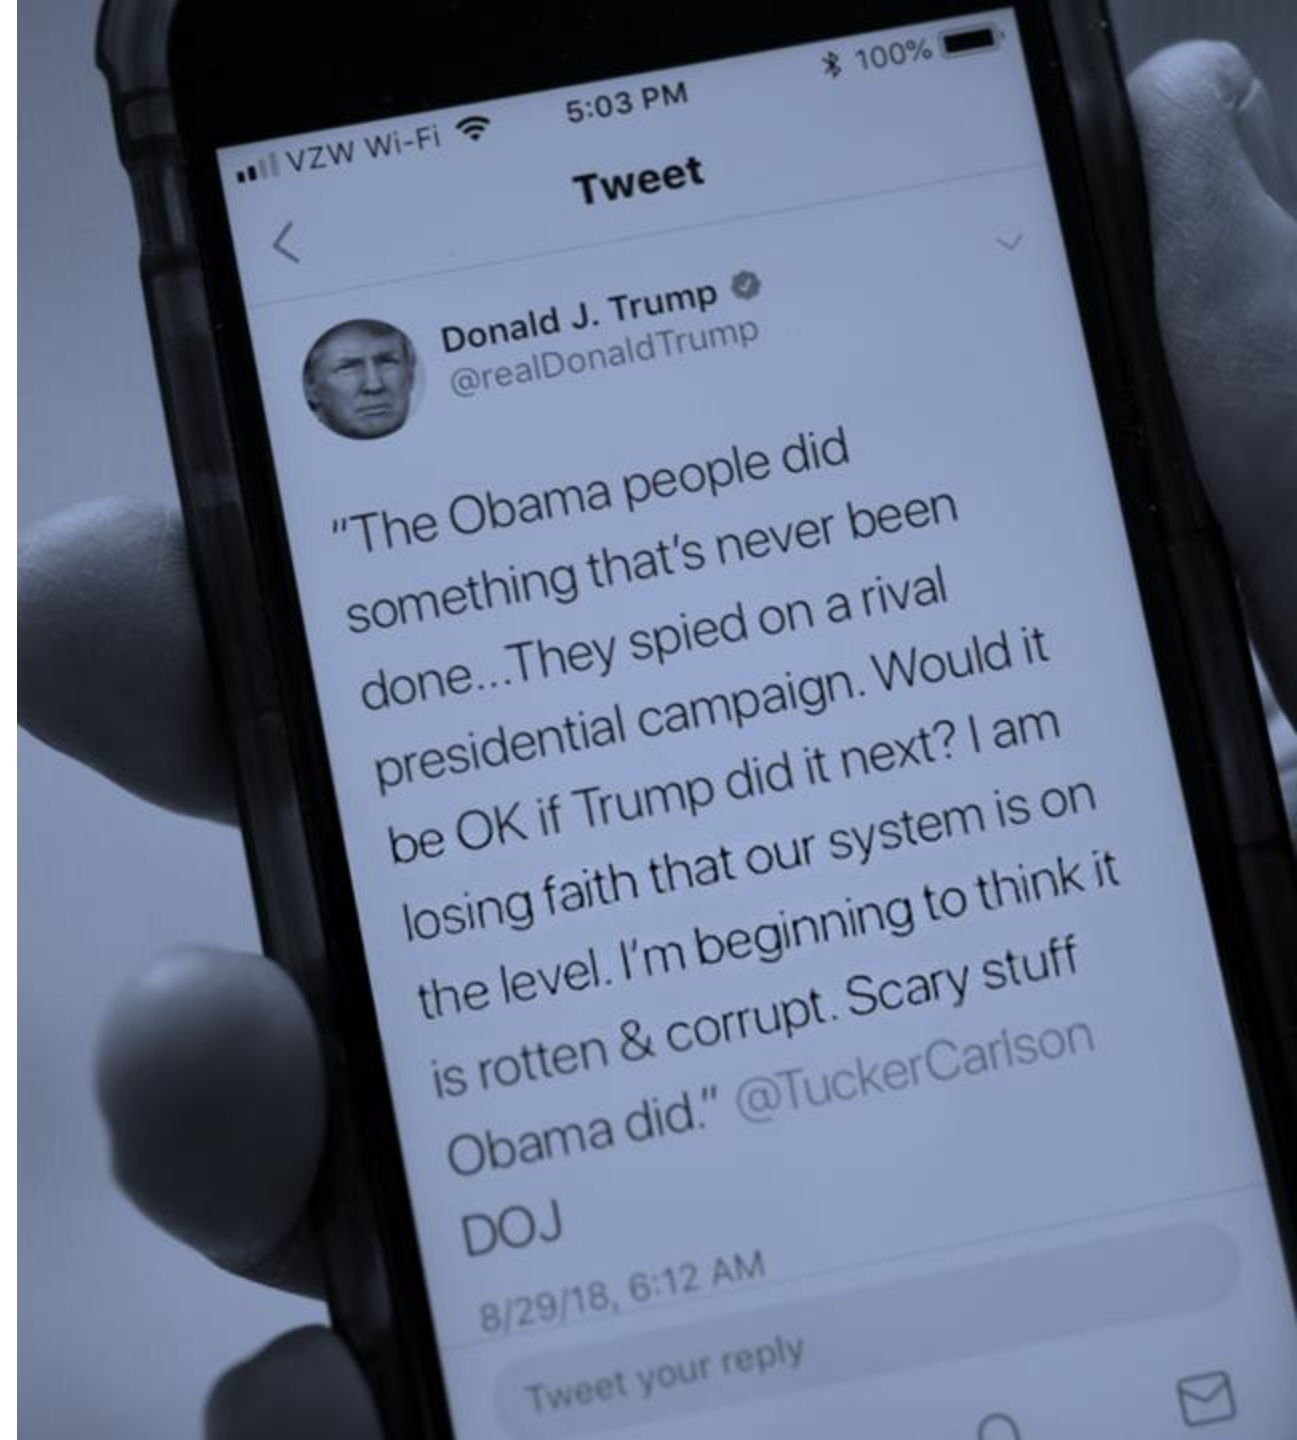 VZW Wi-Fi 5:03 PM 100%
Tweet
Donald J. Trump
@realDonaldTrump
"The Obama people did
something that's never been
done...They spied on a rival
presidential campaign. Would it
be OK if Trump did it next? I am
losing faith that our system is on
the level. I'm beginning to think it
is rotten & corrupt. Scary stuff
Obama did." @TuckerCarlson
DOJ
8/29/18, 6:12 AM
Tweet your reply